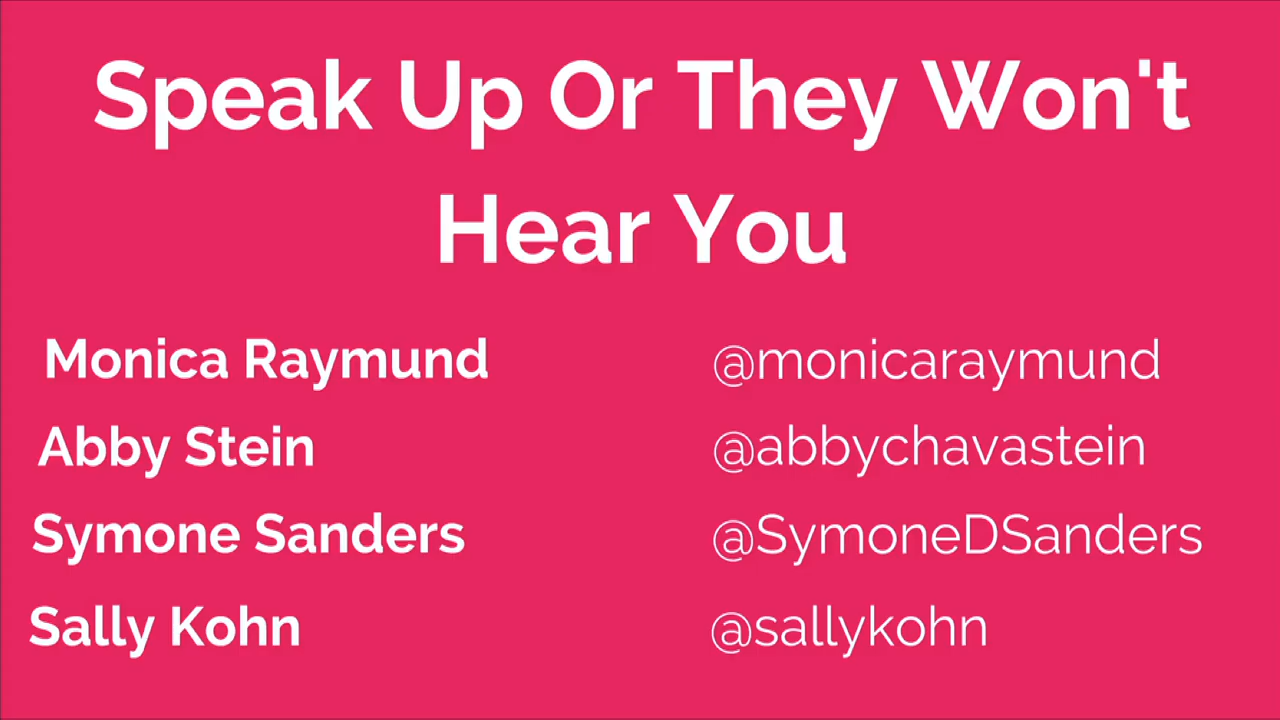 Speak Up Or They Won't
Hear You
Monica Raymund @monicaraymund
Abby Stein @abbychavastein
Symone Sanders @SymoneDSanders
Sally Kohn @sallykohn